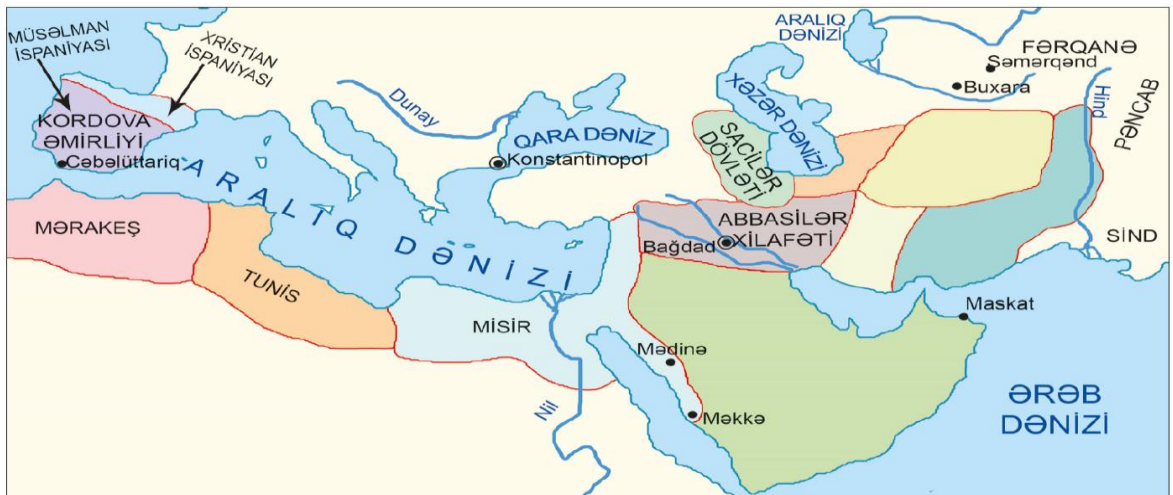 MÜSƏLMAN
İSPANİYASI
XRİSTİAN
İSPANİYASI
KORDOVA
ƏMİRLİYİ
Cəbəlüttariq
MƏRAKEŞ
TUNİS
ARALIQ DƏNİZİ
Dunay
QARA DƏNİZ
Konstantinopol
MİSİR
Nil
ARALIQ
DƏNİZİ
XƏZƏR DƏNİZİ
SACİLƏR
DÖVLƏTİ
ABBASİLƏR
XİLAFƏTİ
Bağdad
FƏRQANƏ
Səmərqənd
Buxara
Hind
PƏNCAB
SİND
Maskat
Mədinə
Məkkə
ƏRƏB
DƏNİZİ